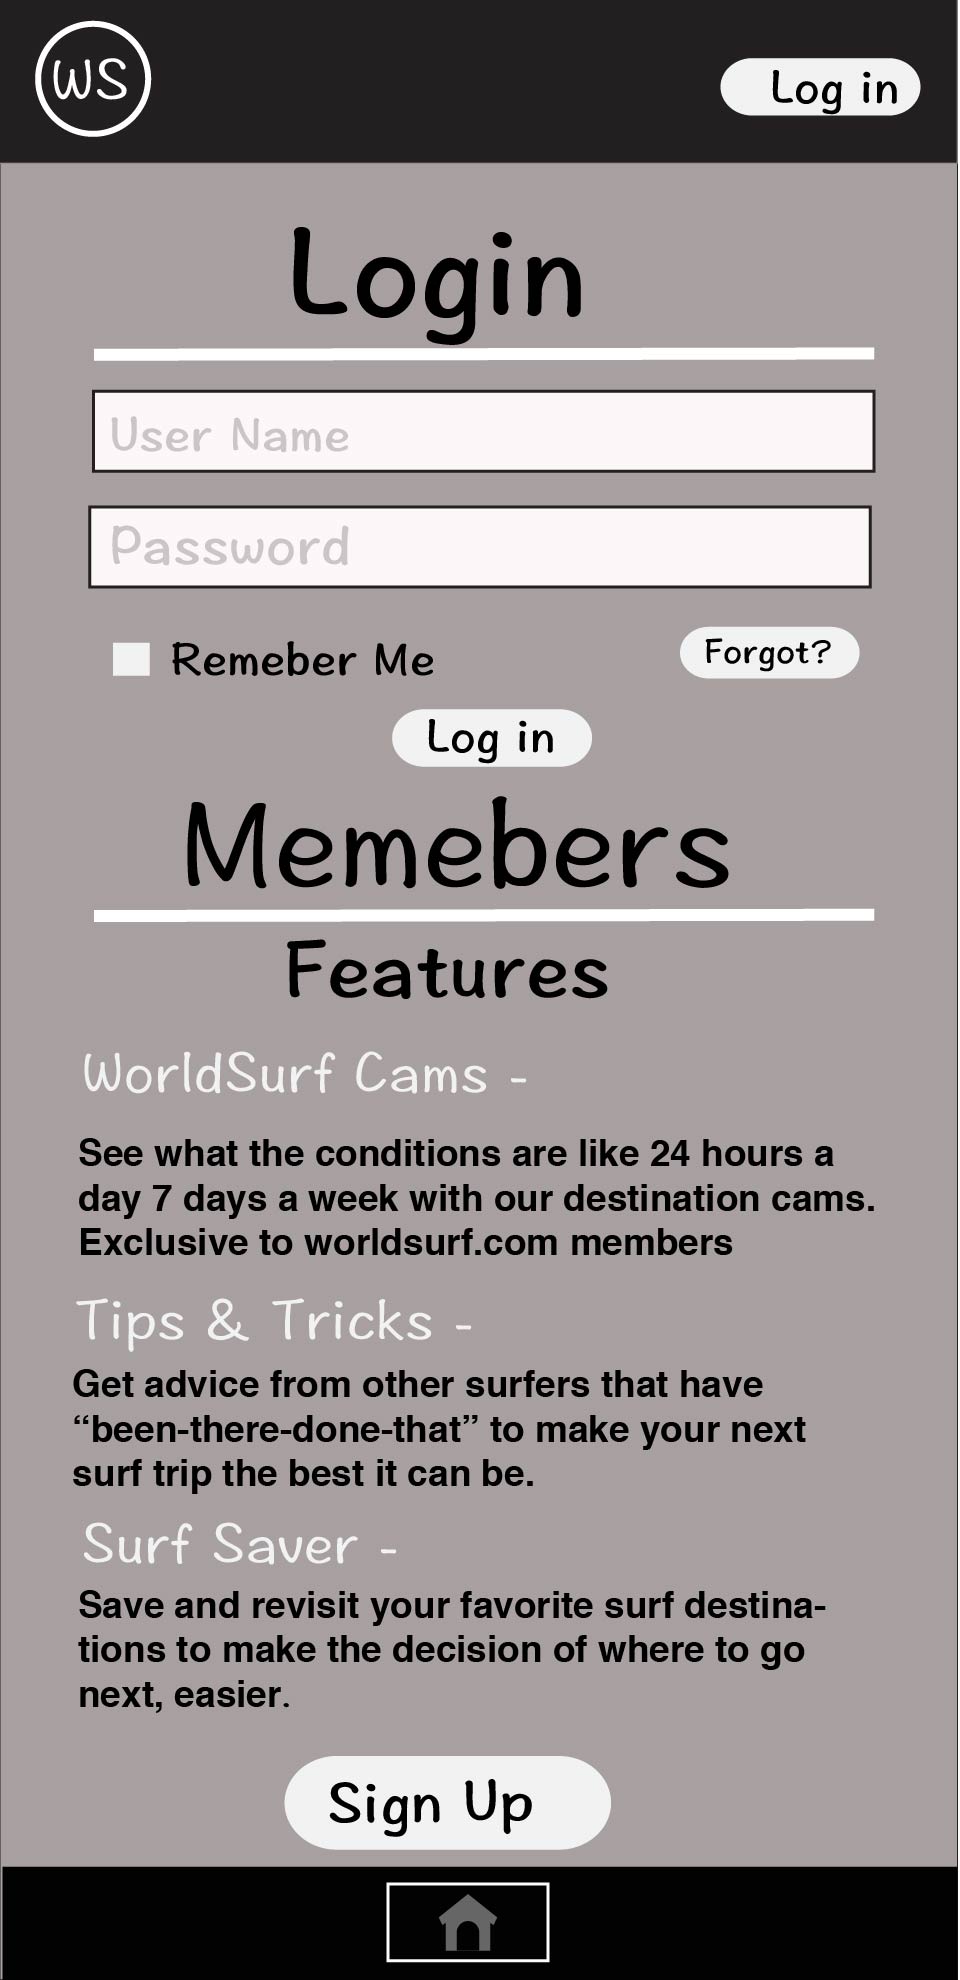 WS
Log in
Login
User Name
Password
Remeber Me
Forgot?
Log in
Memebers
Features
WorldSurf Cams -
See what the conditions are like 24 hours a
day 7 days a week with our destination cams.
Exclusive to worldsurf.com members
Tips & Tricks -
Get advice from other surfers that have
“been-there-done-that” to make your next
surf trip the best it can be.
Surf Saver -
Save and revisit your favorite surf destina-
tions to make the decision of where to go
next, easier.
Sign Up